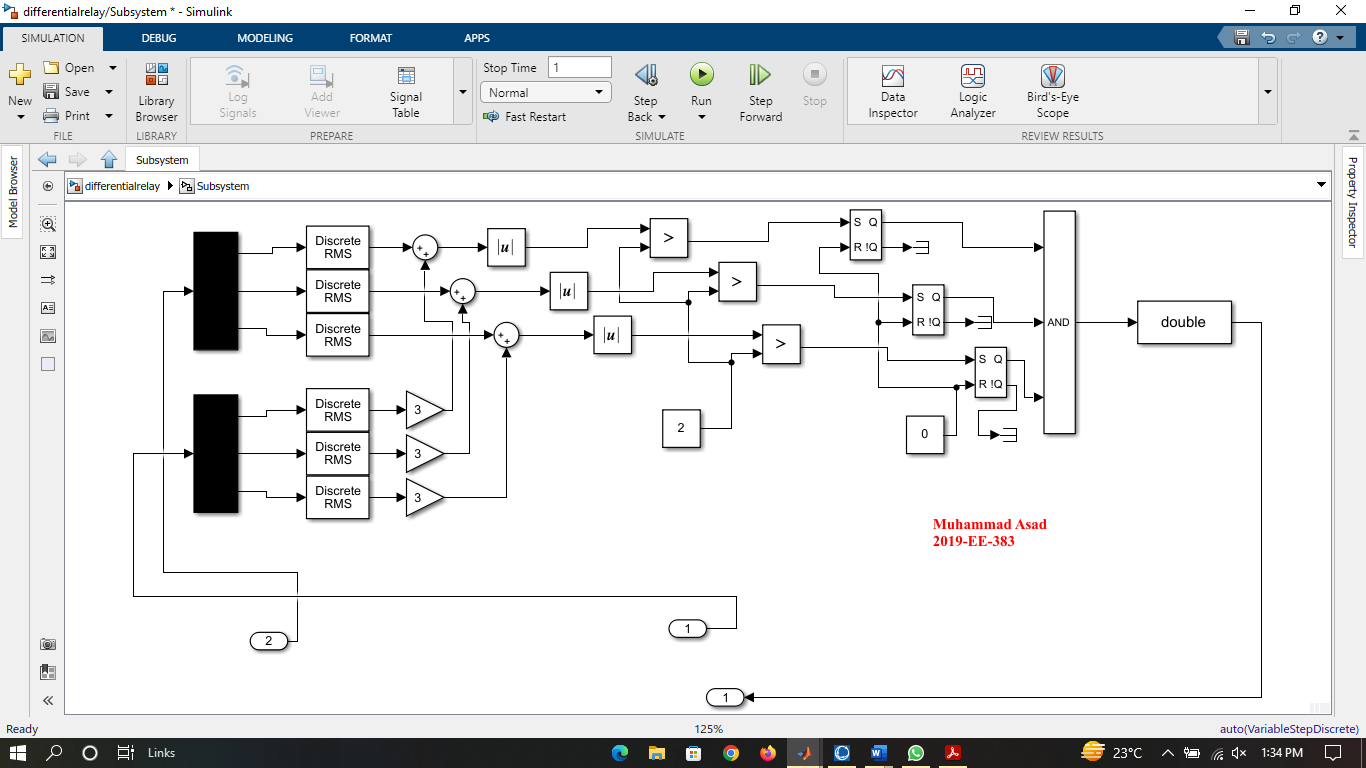 differentialrelay/Subsystem * - Simulink
SIMULATION DEBUG MODELING FORMAT APPS
New
Open
Save
Print
FILE
Library
Browser
LIBRARY
Log
Signals
Add
Viewer
Signal
Table
PREPARE
Stop Time 1
Normal
Fast Restart
Step
Back
Run
Step
Forward
Stop
SIMULATE
Data
Inspector
Logic
Analyzer
Bird's-Eye
Scope
REVIEW RESULTS
Model Browser
Subsystem
differentialrelay Subsystem
Property Inspector
Discrete
RMS
Discrete
RMS
Discrete
RMS
Discrete
RMS
Discrete
RMS
Discrete
RMS
3
3
3
+
+
+
+
+
+
|u|
|u|
|u|
>
>
>
2
S Q
R !Q
S Q
R !Q
S Q
R !Q
0
AND
double
Muhammad Asad
2019-EE-383
2
1
1
Ready 125% auto(VariableStepDiscrete)
Links
23°C
1:34 PM